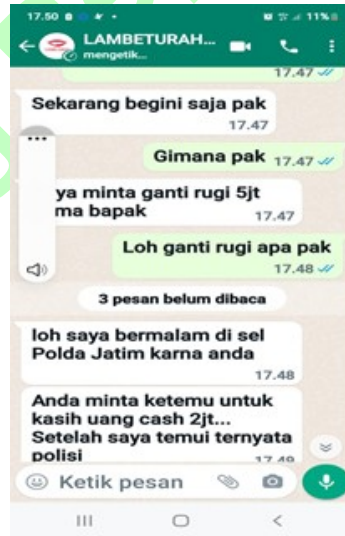 17.50
11%
LAMBETURAH...
mengetik...
17.47
Sekarang begini saja pak
17.47
Gimana pak 17.47
ya minta ganti rugi 5jt
ma bapak
17.47
Loh ganti rugi apa pak
17.48
3 pesan belum dibaca
loh saya bermalam di sel
Polda Jatim karna anda
17.48
Anda minta ketemu untuk
kasih uang cash 2jt...
Setelah saya temui ternyata
polisi
17.49
Ketik pesan